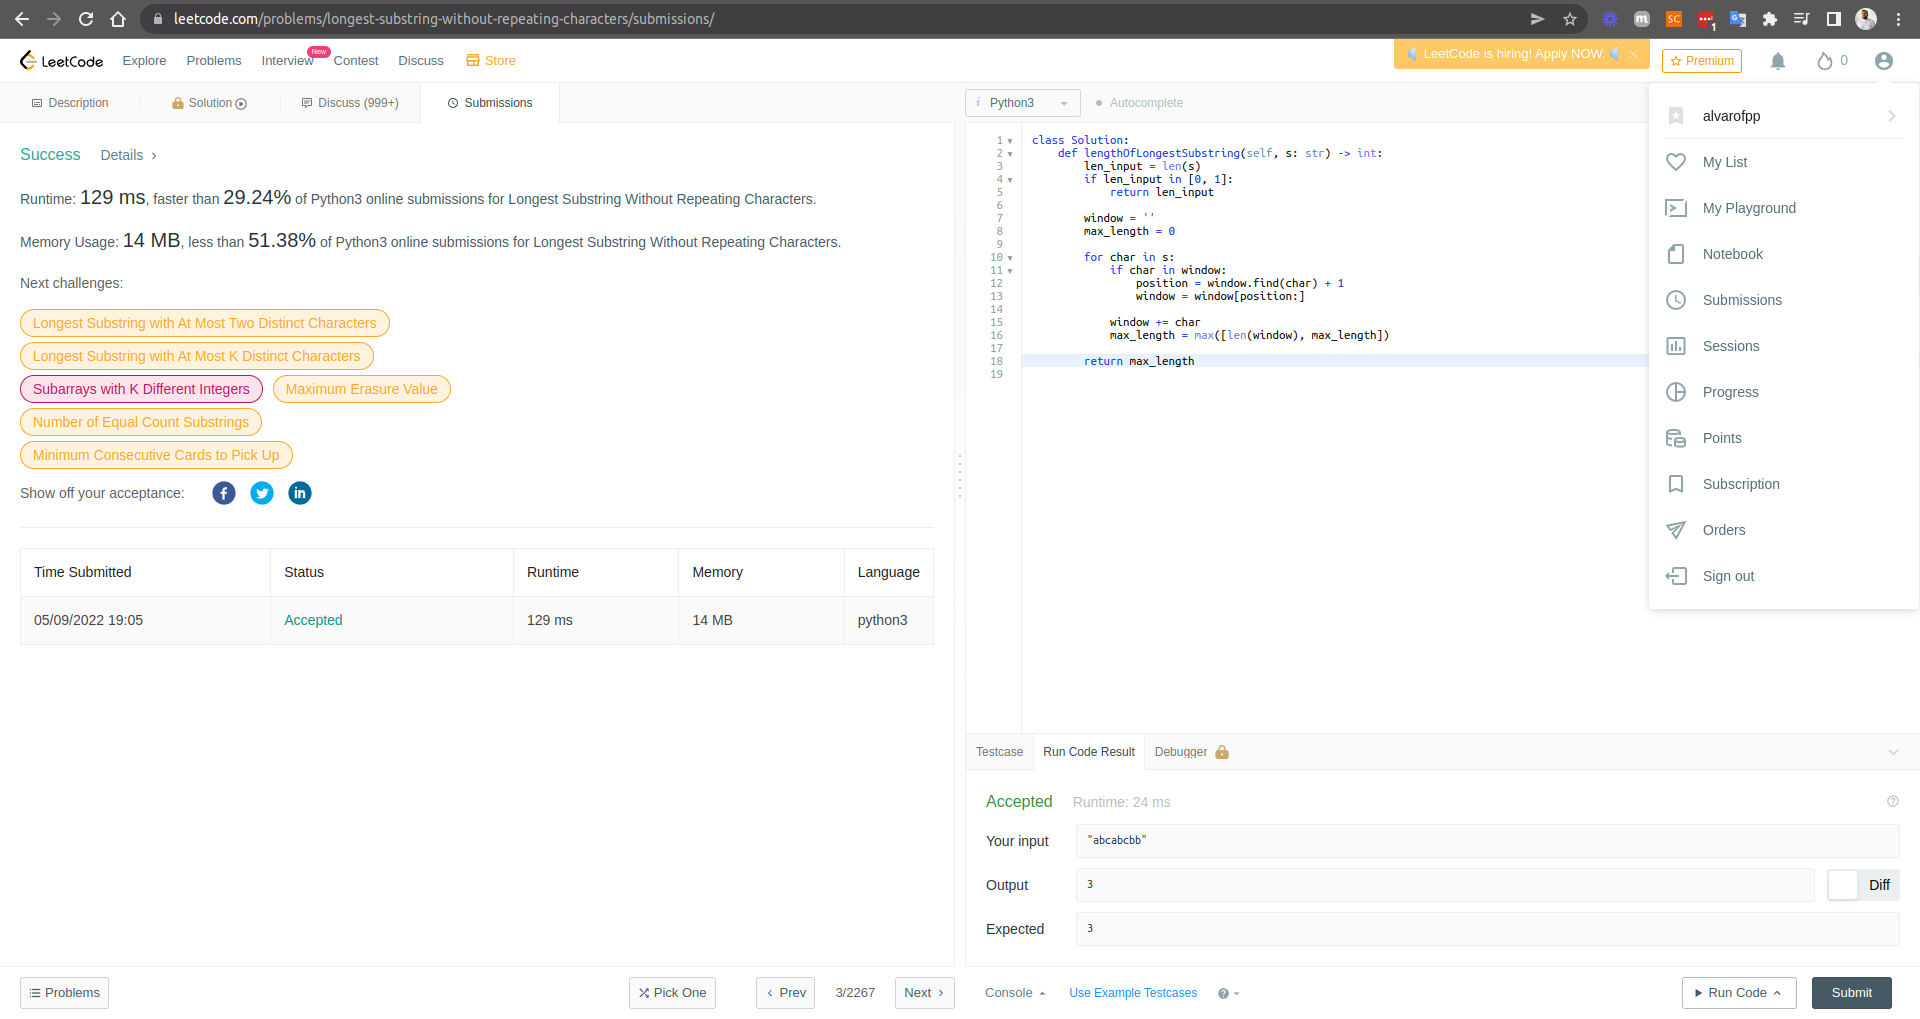 leetcode.com/problems/longest-substring-without-repeating-characters/submissions/
SC
1
LeetCode
Explore
Problems
Interview
New
Contest
Discuss
Store
LeetCode is hiring! Apply NOW.
Premium
0
Description
Solution
Discuss (999+)
Submissions
Success
Details
Runtime: 129 ms, faster than 29.24% of Python3 online submissions for Longest Substring Without Repeating Characters.
Memory Usage: 14 MB, less than 51.38% of Python3 online submissions for Longest Substring Without Repeating Characters.
Next challenges:
Longest Substring with At Most Two Distinct Characters
Longest Substring with At Most K Distinct Characters
Subarrays with K Different Integers
Maximum Erasure Value
Number of Equal Count Substrings
Minimum Consecutive Cards to Pick Up
Show off your acceptance:
Time Submitted
Status
Runtime
Memory
Language
05/09/2022 19:05
Accepted
129 ms
14 MB
python3
Problems
Pick One
Prev
3/2267
Next
i Python3
Autocomplete
1 class Solution:
2 def lengthOfLongestSubstring(self, s: str) -> int:
3 len_input = len(s)
4 if len_input in [0, 1]:
5 return len_input
6
7 window = ''
8 max_length = 0
9
10 for char in s:
11 if char in window:
12 position = window.find(char) + 1
13 window = window[position:]
14
15 window += char
16 max_length = max([len(window), max_length])
17
18 return max_length
19
alvarofpp
My List
My Playground
Notebook
Submissions
Sessions
Progress
Points
Subscription
Orders
Sign out
Testcase
Run Code Result
Debugger
Accepted
Runtime: 24 ms
Your input
"abcabcbb"
Output
3
Diff
Expected
3
Console
Use Example Testcases
Run Code
Submit